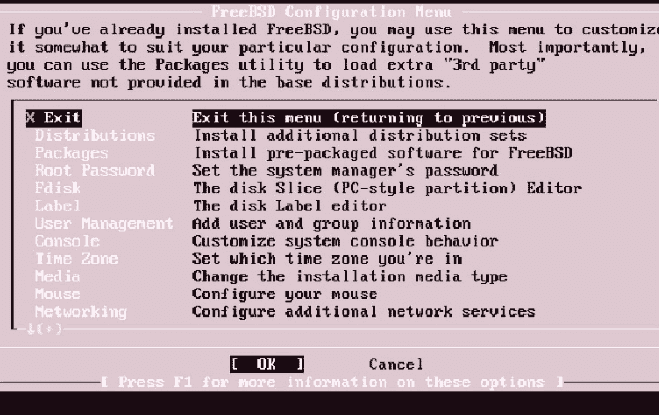 FreeBSD Configuration Menu
If you've already installed FreeBSD, you may use this menu to customize
it somewhat to suit your particular configuration.  Most importantly,
you can use the Packages utility to load extra "3rd party"
software not provided in the base distributions.
X Exit Exit this menu (returning to previous)
Distributions Install additional distribution sets
Packages Install pre-packaged software for FreeBSD
Root Password Set the system manager's password
Fdisk The disk Slice (PC-style partition) Editor
Label The disk Label editor
User Management Add user and group information
Console Customize system console behavior
Time Zone Set which time zone you're in
Media Change the installation media type
Mouse Configure your mouse
Networking Configure additional network services
↓(+)
[ OK ] Cancel
[ Press F1 for more information on these options ]